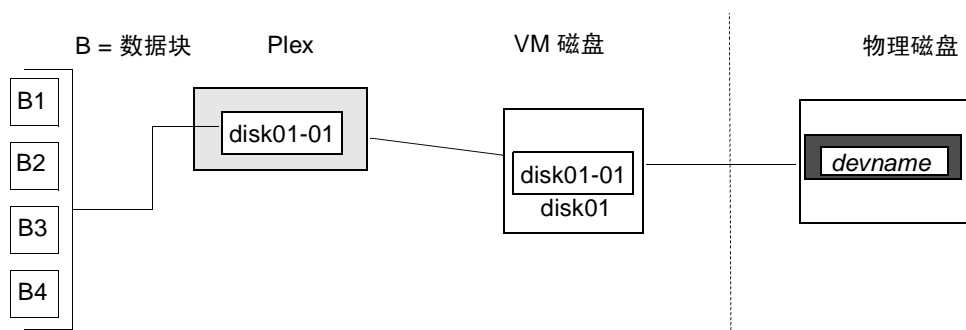 B = 数据块
Plex
VM 磁盘
物理磁盘
B1
B2
B3
B4
disk01-01
disk01-01
disk01
devname